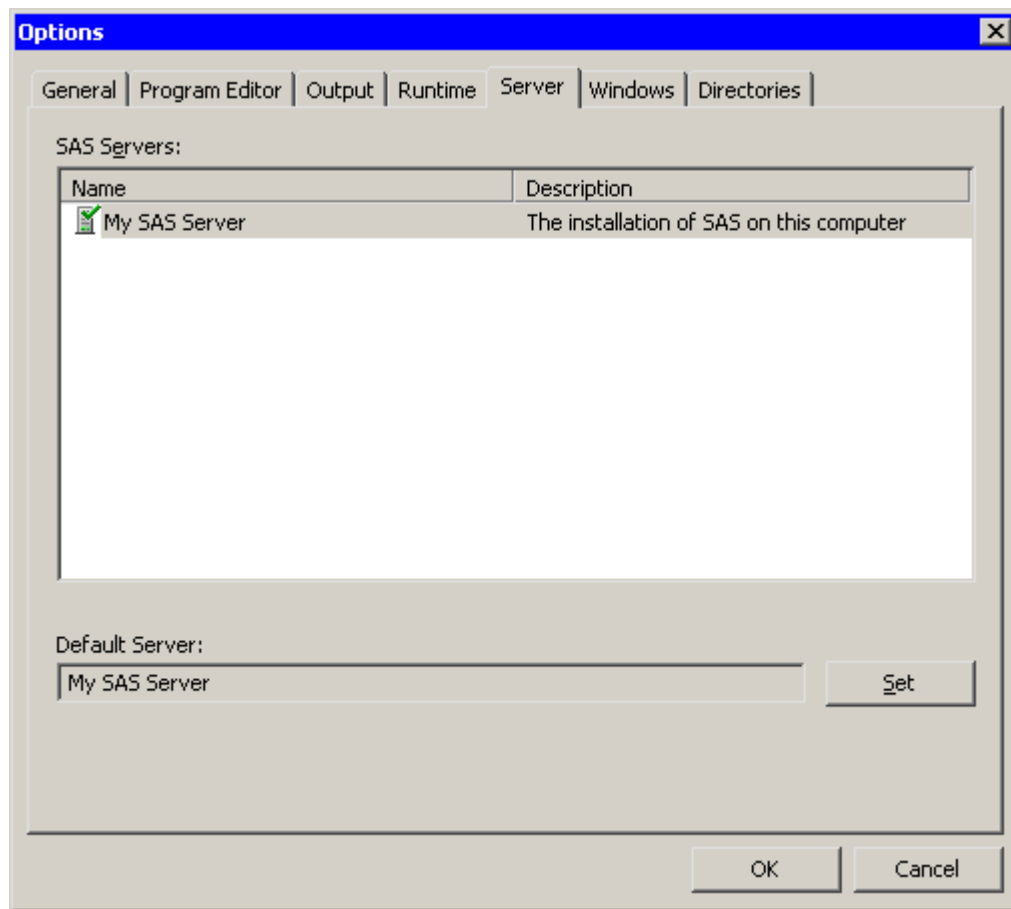 Options
General Program Editor Output Runtime Server Windows Directories
SAS Servers:
Name Description
My SAS Server The installation of SAS on this computer
Default Server:
My SAS Server Set
OK Cancel